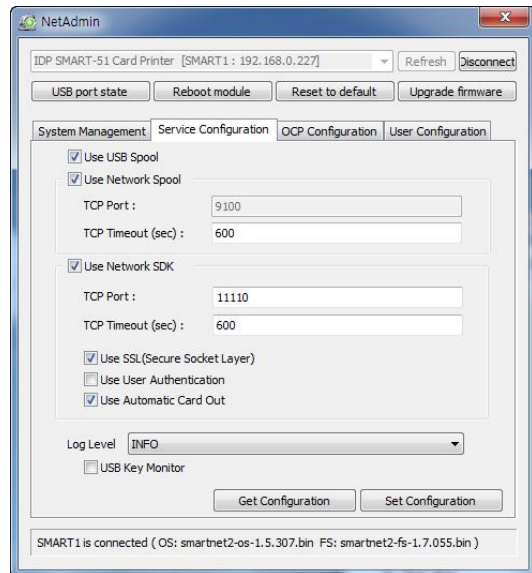 NetAdmin
IDP SMART-51 Card Printer [SMART1 : 192.168.0.227] Refresh Disconnect
USB port state Reboot module Reset to default Upgrade firmware
System Management Service Configuration OCP Configuration User Configuration
Use USB Spool
Use Network Spool
TCP Port : 9100
TCP Timeout (sec) : 600
Use Network SDK
TCP Port : 11110
TCP Timeout (sec) : 600
Use SSL(Secure Socket Layer)
Use User Authentication
Use Automatic Card Out
Log Level INFO
USB Key Monitor
Get Configuration Set Configuration
SMART1 is connected ( OS: smartnet2-os-1.5.307.bin FS: smartnet2-fs-1.7.055.bin )